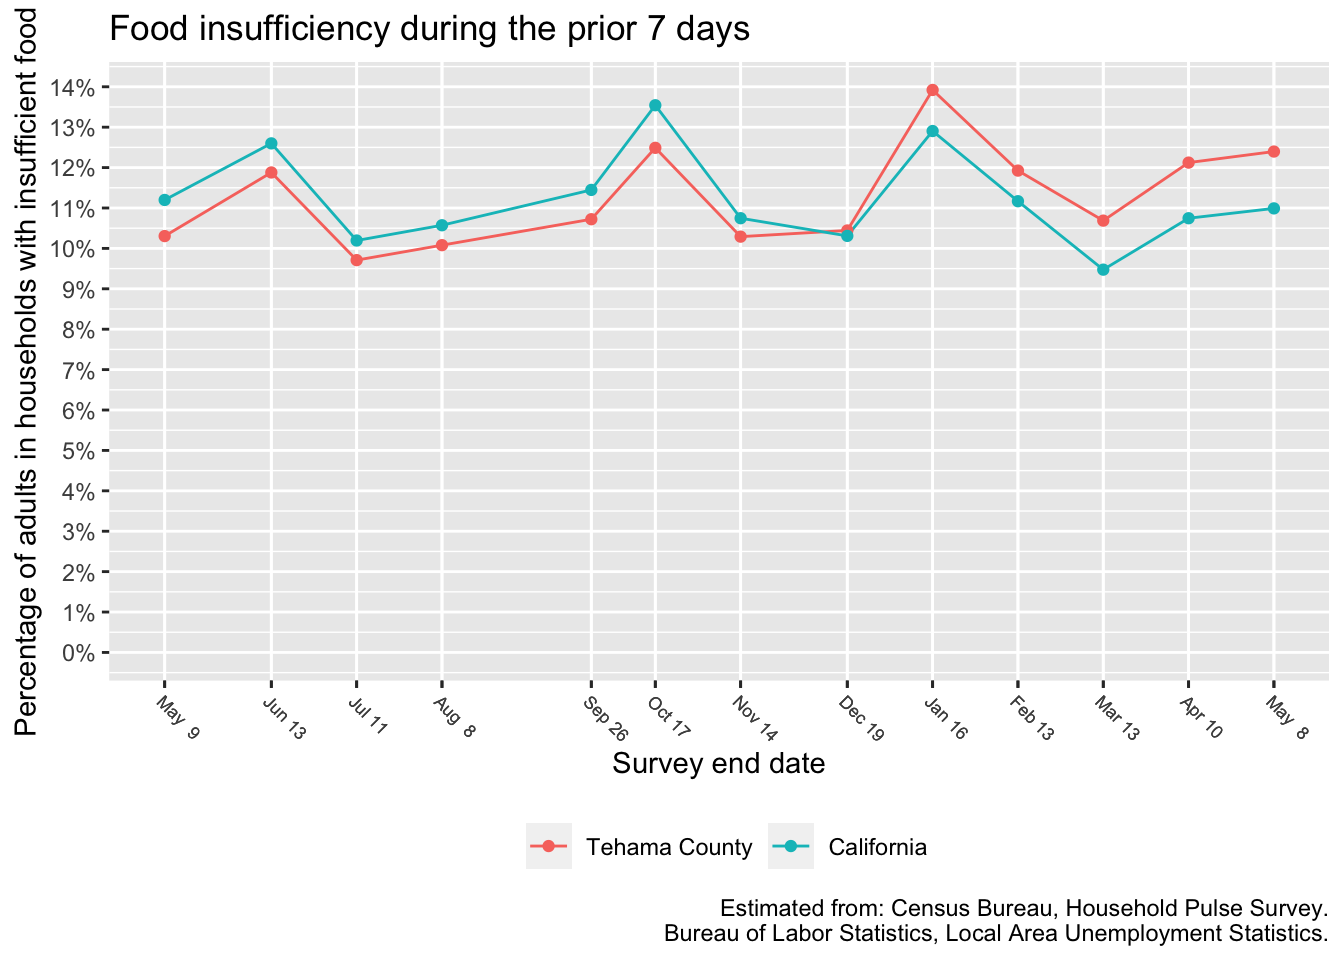 Food insufficiency during the prior 7 days
Percentage of adults in households with insufficient food
14%
13%
12%
11%
10%
9%
8%
7%
6%
5%
4%
3%
2%
1%
0%
May 9
Jun 13
Jul 11
Aug 8
Sep 26
Oct 17
Nov 14
Dec 19
Jan 16
Feb 13
Mar 13
Apr 10
May 8
Survey end date
Tehama County
California
Estimated from: Census Bureau, Household Pulse Survey.
Bureau of Labor Statistics, Local Area Unemployment Statistics.